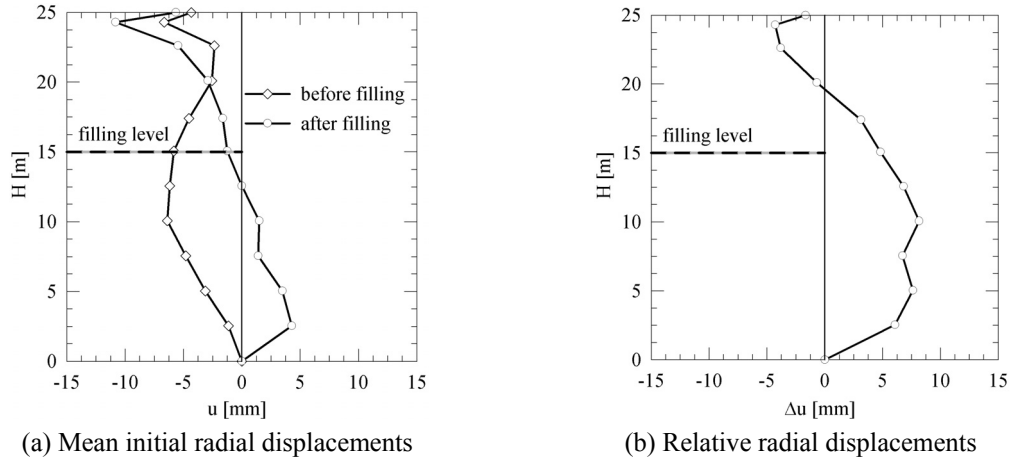 25
20
15
10
5
0
H [m]
filling level
before filling
after filling
-15 -10 -5 0 5 10 15
u [mm]
(a) Mean initial radial displacements
25
20
15
10
5
0
H [m]
filling level
-15 -10 -5 0 5 10 15
Δu [mm]
(b) Relative radial displacements